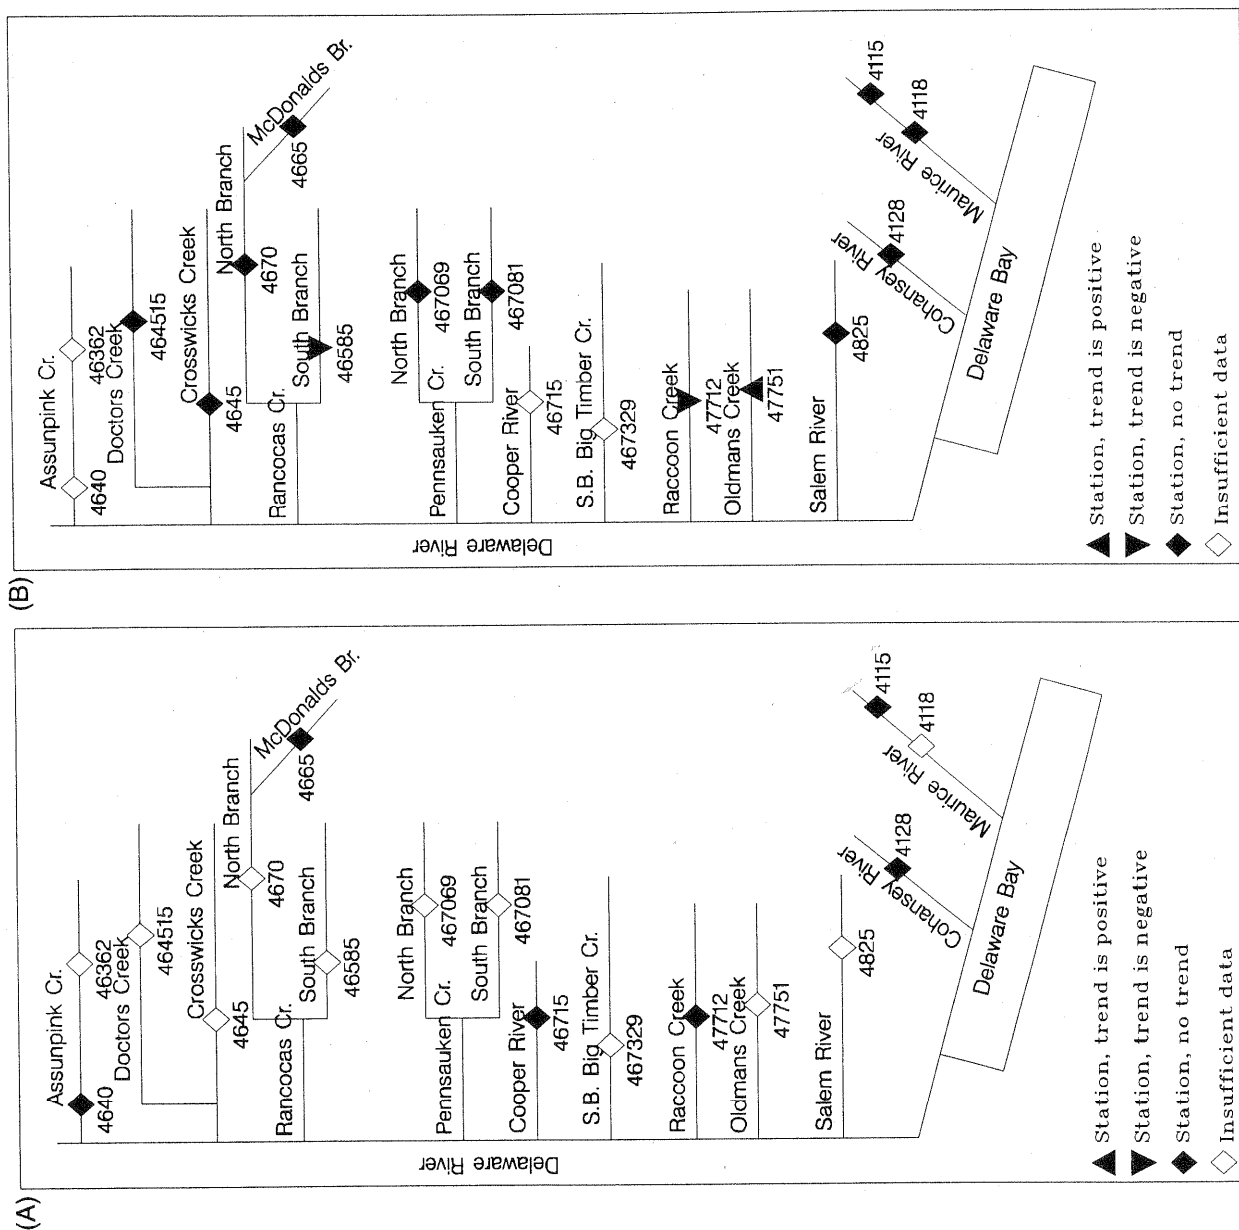 (B)
Assunpink Cr.
4640
46362
Doctors Creek
464515
Crosswicks Creek
4645
North Branch
4670
McDonalds Br.
4665
Rancocas Cr.
South Branch
46585
North Branch
467069
Pennsauken Cr.
South Branch
467081
Cooper River
46715
S.B. Big Timber Cr.
467329
Raccoon Creek
47712
Oldmans Creek
47751
Salem River
4825
Cohansey River
4128
Maurice River
4118
4115
Delaware River
Delaware Bay
Station, trend is positive
Station, trend is negative
Station, no trend
Insufficient data
(A)
Assunpink Cr.
4640
46362
Doctors Creek
464515
Crosswicks Creek
4645
North Branch
4670
McDonalds Br.
4665
Rancocas Cr.
South Branch
46585
North Branch
467069
Pennsauken Cr.
South Branch
467081
Cooper River
46715
S.B. Big Timber Cr.
467329
Raccoon Creek
47712
Oldmans Creek
47751
Salem River
4825
Cohansey River
4128
Maurice River
4118
4115
Delaware River
Delaware Bay
Station, trend is positive
Station, trend is negative
Station, no trend
Insufficient data